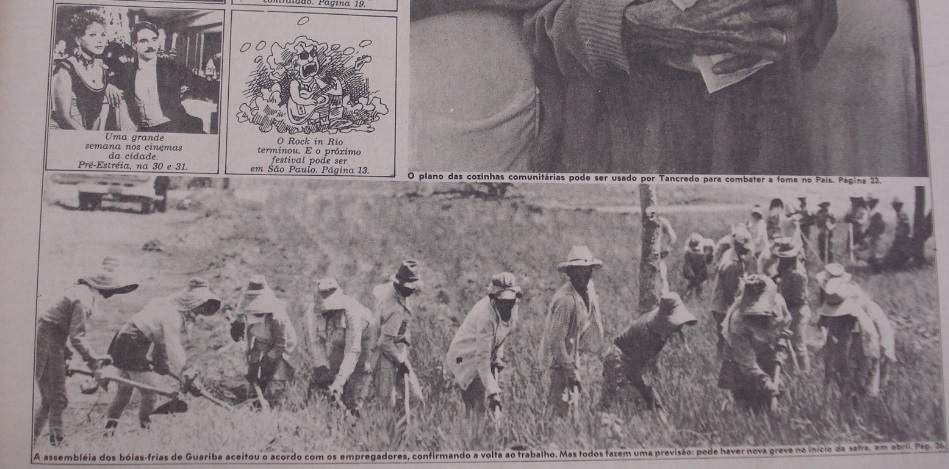 contratado. Página 19.
Uma grande
semana nos cinemas
da cidade.
Pré-Estréia, na 30 e 31.
O Rock in Rio
terminou. E o próximo
festival pode ser
em São Paulo. Página 13.
O plano das cozinhas comunitárias pode ser usado por Tancredo para combater a fome no País. Página 22.
A assembléia dos bóias-frias de Guariba aceitou o acordo com os empregadores, confirmando a volta ao trabalho. Mas todos fazem uma previsão: pode haver nova greve no início da safra, em abril. Pág.